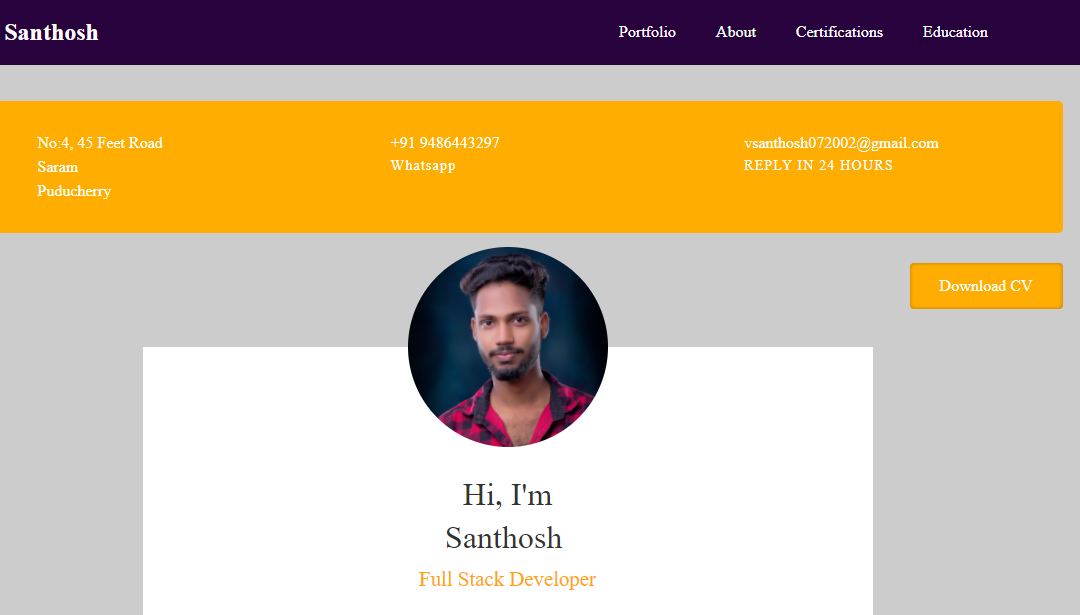 Santhosh
Portfolio About Certifications Education
No:4, 45 Feet Road
Saram
Puducherry
+91 9486443297
Whatsapp
vsanthosh072002@gmail.com
REPLY IN 24 HOURS
Download CV
Hi, I'm
Santhosh
Full Stack Developer